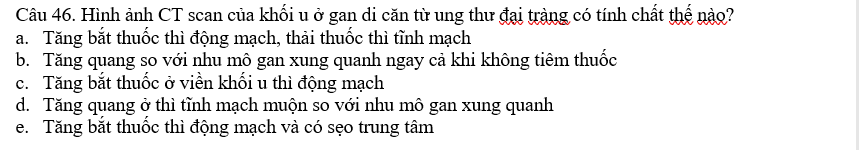 Câu 46. Hình ảnh CT scan của khối u ở gan di căn từ ung thư đại tràng có tính chất thế nào?
a. Tăng bắt thuốc thì động mạch, thải thuốc thì tĩnh mạch
b. Tăng quang so với nhu mô gan xung quanh ngay cả khi không tiêm thuốc
c. Tăng bắt thuốc ở viền khối u thì động mạch
d. Tăng quang ở thì tĩnh mạch muộn so với nhu mô gan xung quanh
e. Tăng bắt thuốc thì động mạch và có sẹo trung tâm